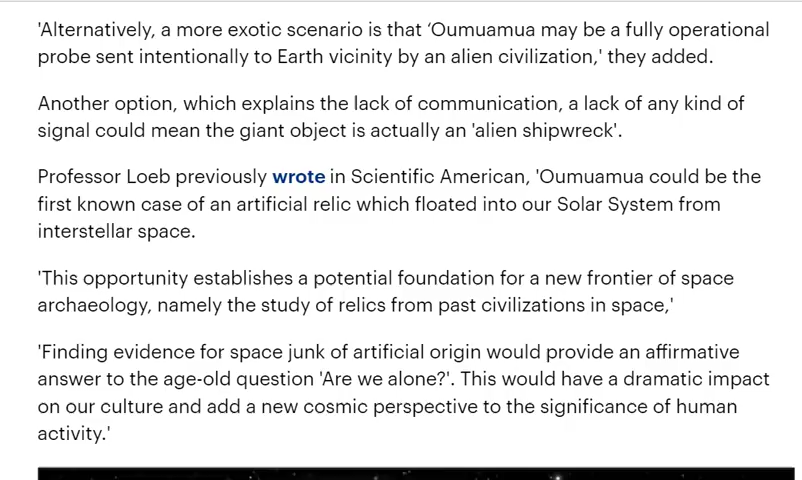 'Alternatively, a more exotic scenario is that ‘Oumuamua may be a fully operational
probe sent intentionally to Earth vicinity by an alien civilization,' they added.
Another option, which explains the lack of communication, a lack of any kind of
signal could mean the giant object is actually an 'alien shipwreck'.
Professor Loeb previously wrote in Scientific American, 'Oumuamua could be the
first known case of an artificial relic which floated into our Solar System from
interstellar space.
'This opportunity establishes a potential foundation for a new frontier of space
archaeology, namely the study of relics from past civilizations in space,'
'Finding evidence for space junk of artificial origin would provide an affirmative
answer to the age-old question 'Are we alone?'. This would have a dramatic impact
on our culture and add a new cosmic perspective to the significance of human
activity.'